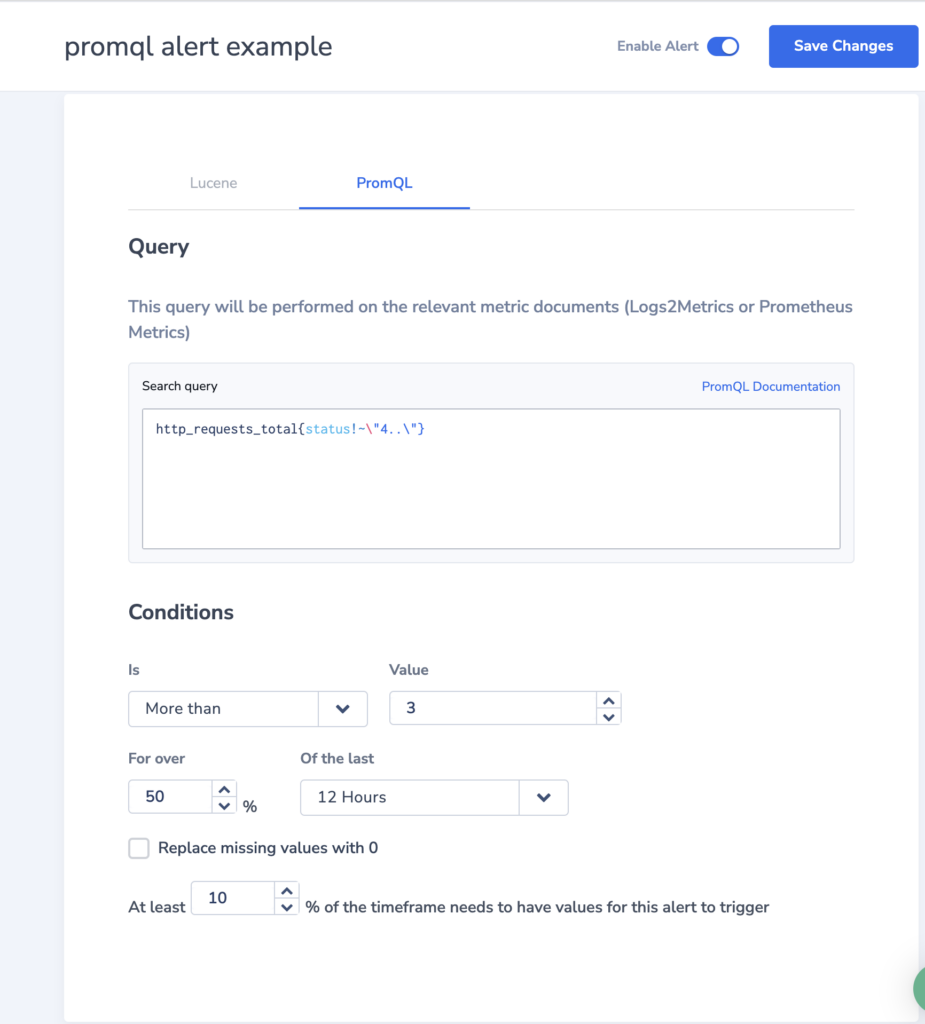 promql alert example
Enable Alert
Save Changes
Lucene
PromQL
Query
This query will be performed on the relevant metric documents (Logs2Metrics or Prometheus
Metrics)
Search query
PromQL Documentation
http_requests_total{status!~\"4..\"}
Conditions
Is
Value
More than
3
For over
Of the last
50
%
12 Hours
Replace missing values with 0
At least 10 % of the timeframe needs to have values for this alert to trigger